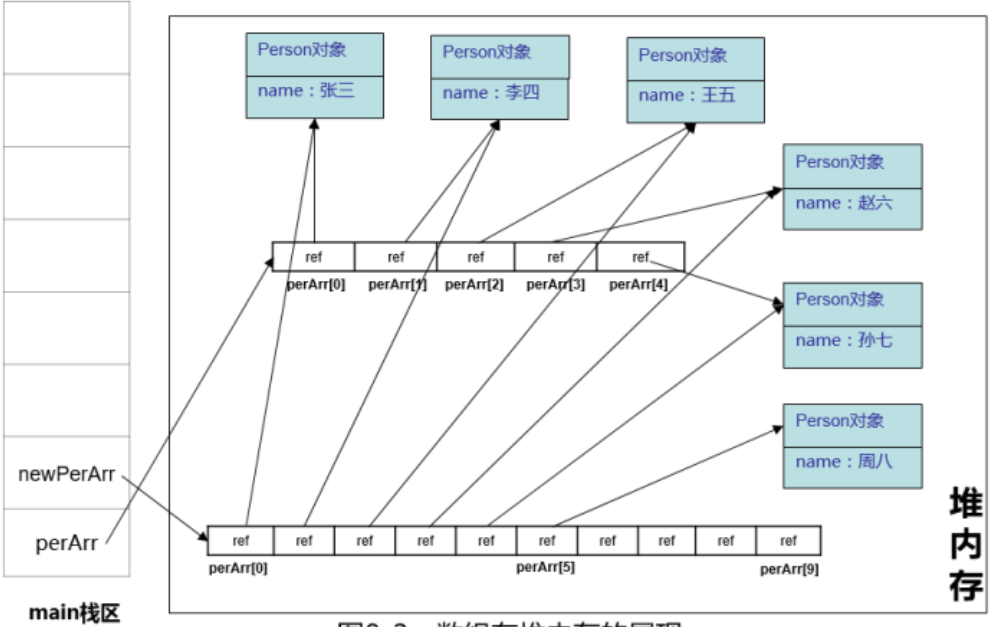 Person对象
name：张三
Person对象
name：李四
Person对象
name：王五
Person对象
name：赵六
ref ref ref ref ref
perArr[0] perArr[1] perArr[2] perArr[3] perArr[4]
Person对象
name：孙七
Person对象
name：周八
newPerArr
perArr
ref ref ref ref ref ref ref ref ref ref
perArr[0] perArr[5] perArr[9]
堆内存
main栈区